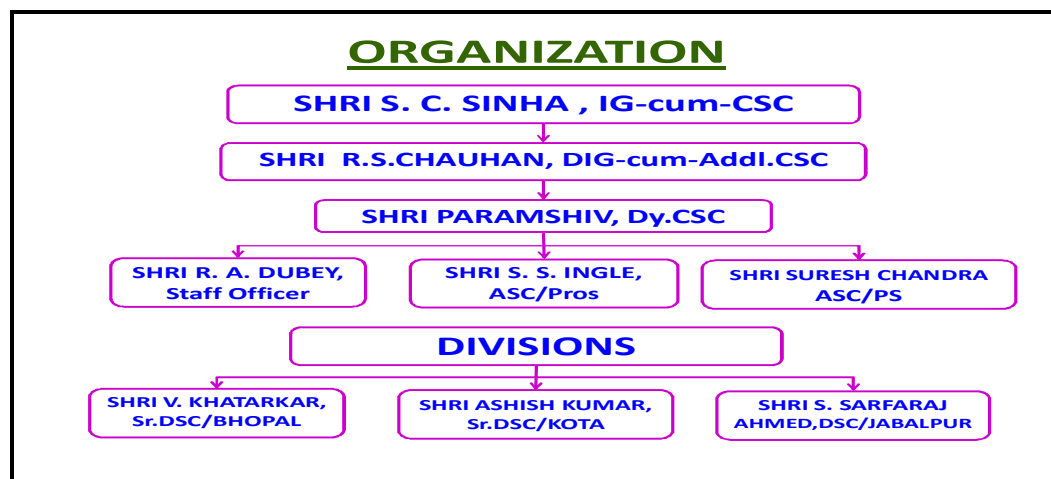 ORGANIZATION
SHRI S. C. SINHA , IG-cum-CSC
SHRI R.S.CHAUHAN, DIG-cum-Addl.CSC
SHRI PARAMSHIV, Dy.CSC
SHRI R. A. DUBEY,
Staff Officer
SHRI S. S. INGLE,
ASC/Pros
SHRI SURESH CHANDRA
ASC/PS
DIVISIONS
SHRI V. KHATARKAR,
Sr.DSC/BHOPAL
SHRI ASHISH KUMAR,
Sr.DSC/KOTA
SHRI S. SARFARAJ
AHMED,DSC/JABALPUR